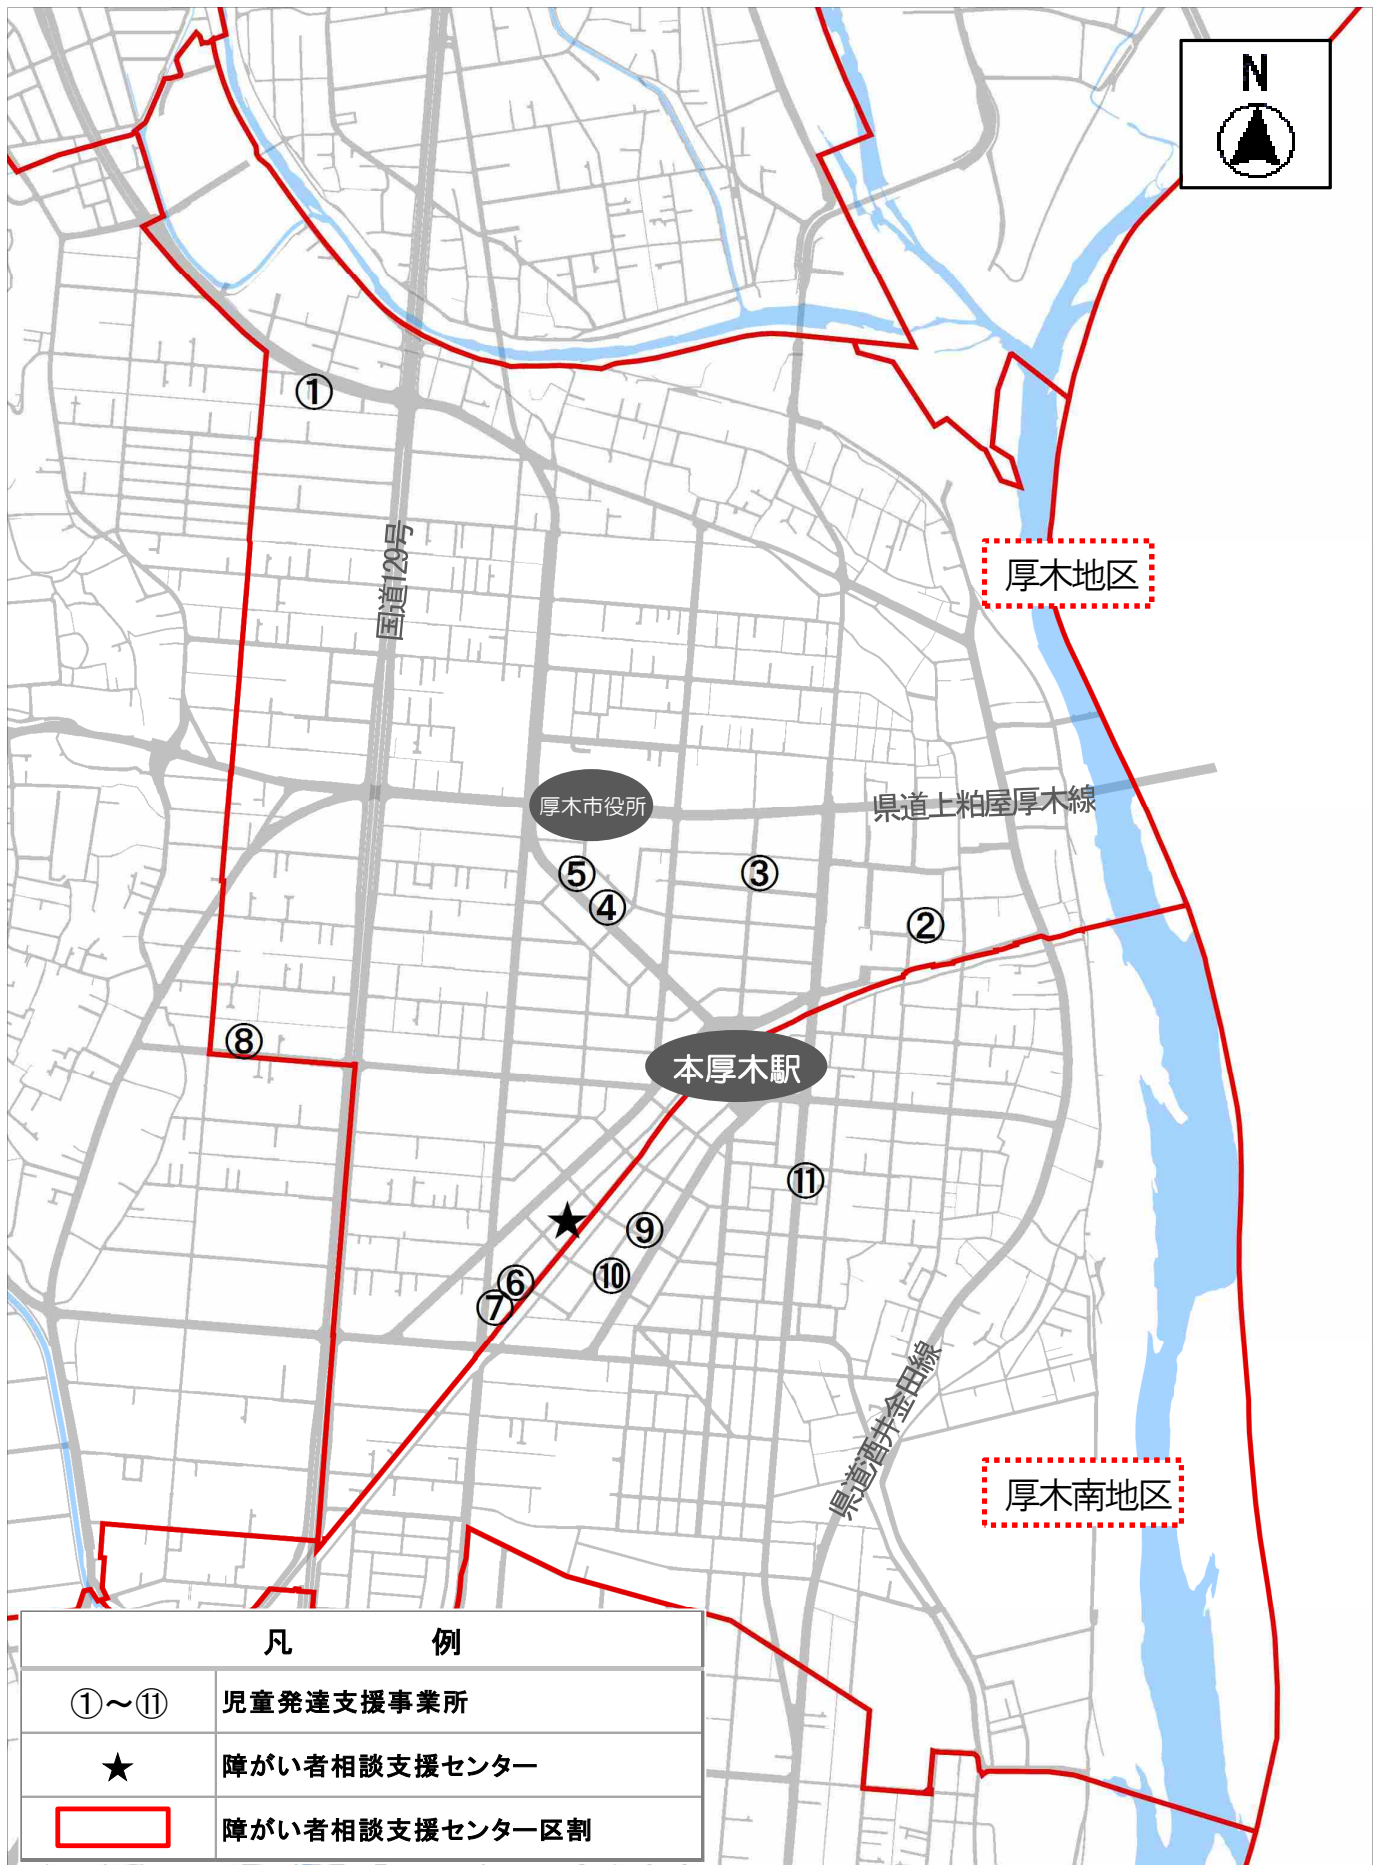 N
①
国道129号
厚木地区
厚木市役所
県道上粕屋厚木線
⑤
③
④
②
⑧
本厚木駅
⑪
⑨
⑩
⑥
⑦
県道酒井金田線
厚木南地区
凡 例
①～⑪ 児童発達支援事業所
★ 障がい者相談支援センター
障がい者相談支援センター区割